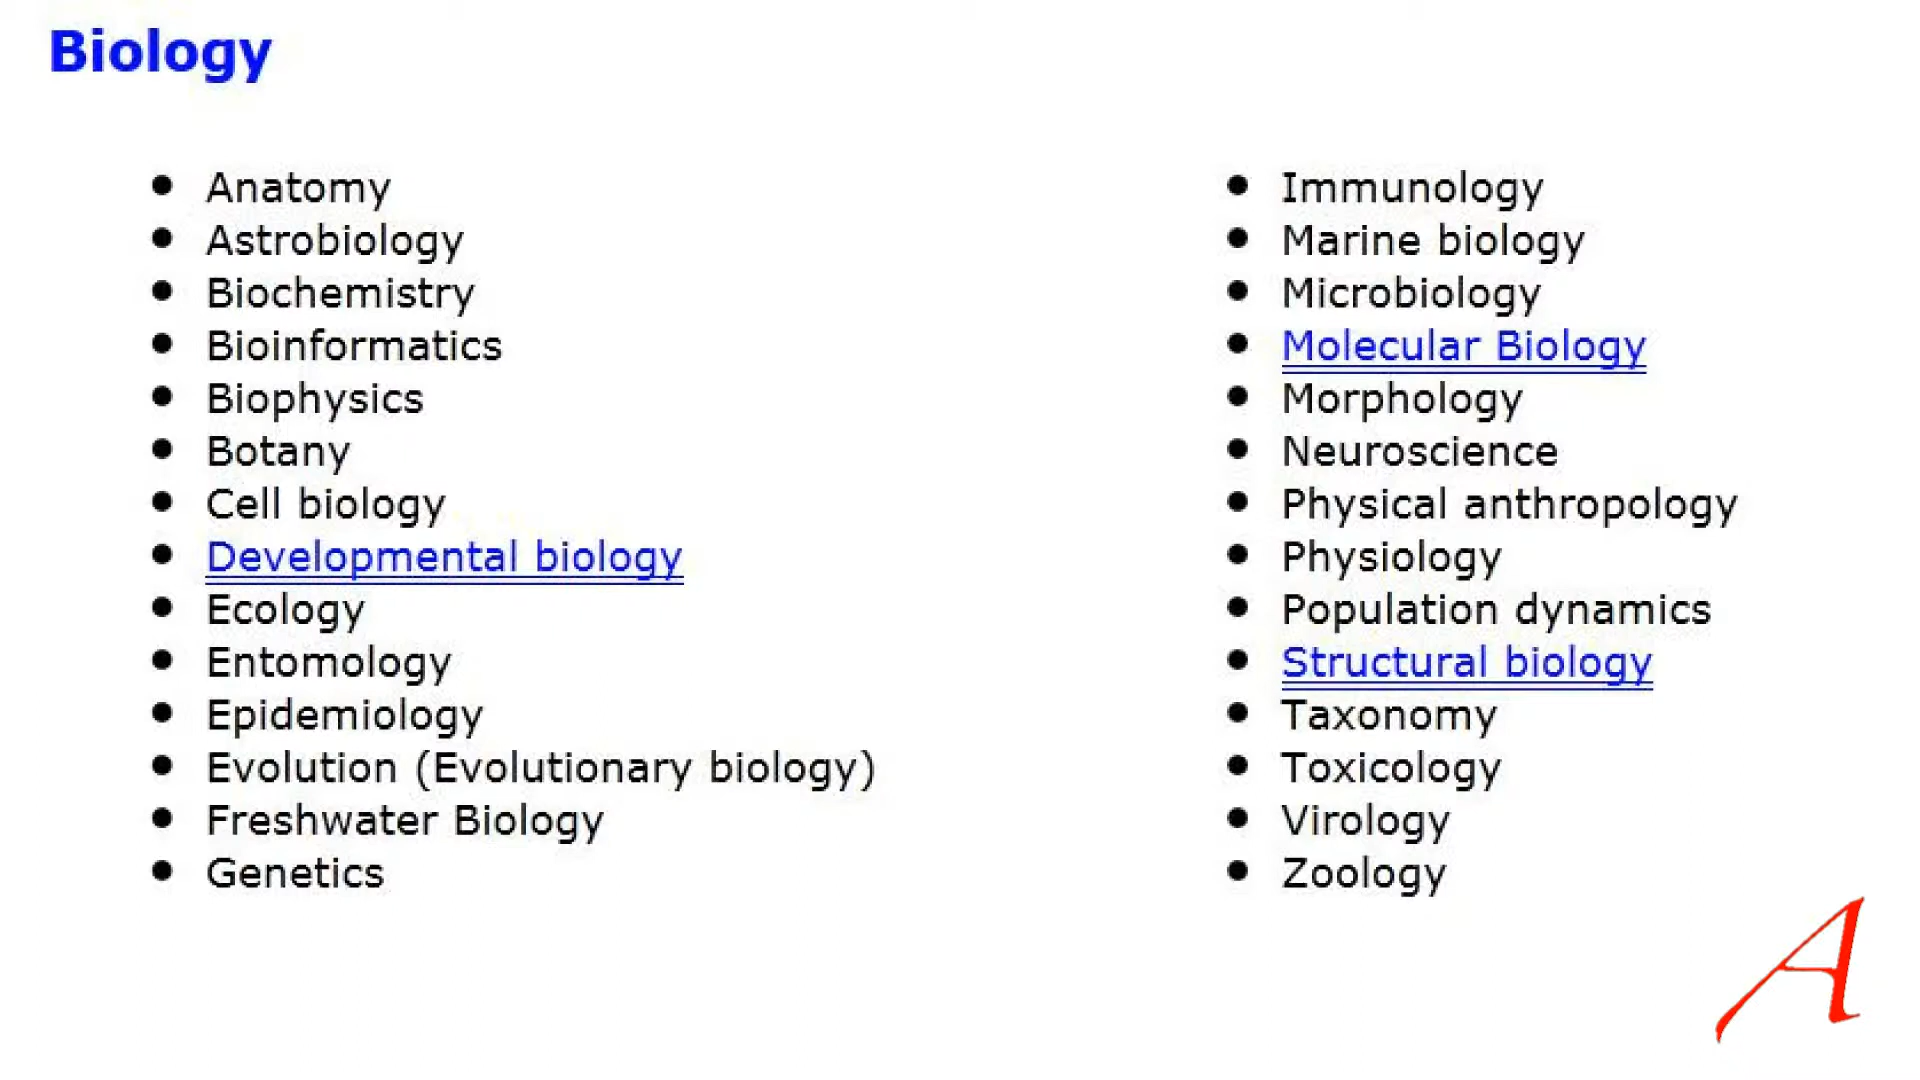 Biology
Anatomy
Astrobiology
Biochemistry
Bioinformatics
Biophysics
Botany
Cell biology
Developmental biology
Ecology
Entomology
Epidemiology
Evolution (Evolutionary biology)
Freshwater Biology
Genetics
Immunology
Marine biology
Microbiology
Molecular Biology
Morphology
Neuroscience
Physical anthropology
Physiology
Population dynamics
Structural biology
Taxonomy
Toxicology
Virology
Zoology
A